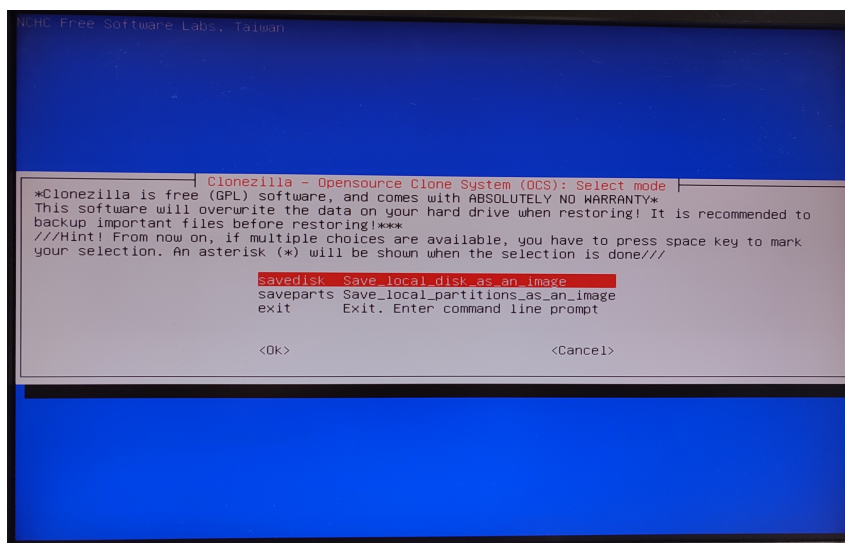 NCHC Free Software Labs, Taiwan
Clonezilla - Opensource Clone System (OCS): Select mode
*Clonezilla is free (GPL) software, and comes with ABSOLUTELY NO WARRANTY*
This software will overwrite the data on your hard drive when restoring! It is recommended to
backup important files before restoring!***
///Hint! From now on, if multiple choices are available, you have to press space key to mark
your selection. An asterisk (*) will be shown when the selection is done///
savedisk Save_local_disk_as_an_image
saveparts Save_local_partitions_as_an_image
exit Exit. Enter command line prompt
<Ok> <Cancel>